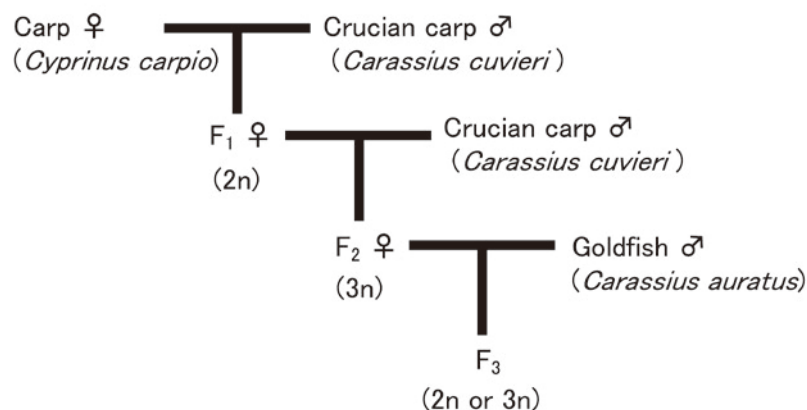 Carp ♀
(Cyprinus carpio)
Crucian carp ♂
(Carassius cuvieri)
F₁ ♀
(2n)
Crucian carp ♂
(Carassius cuvieri)
F₂ ♀
(3n)
Goldfish ♂
(Carassius auratus)
F₃
(2n or 3n)